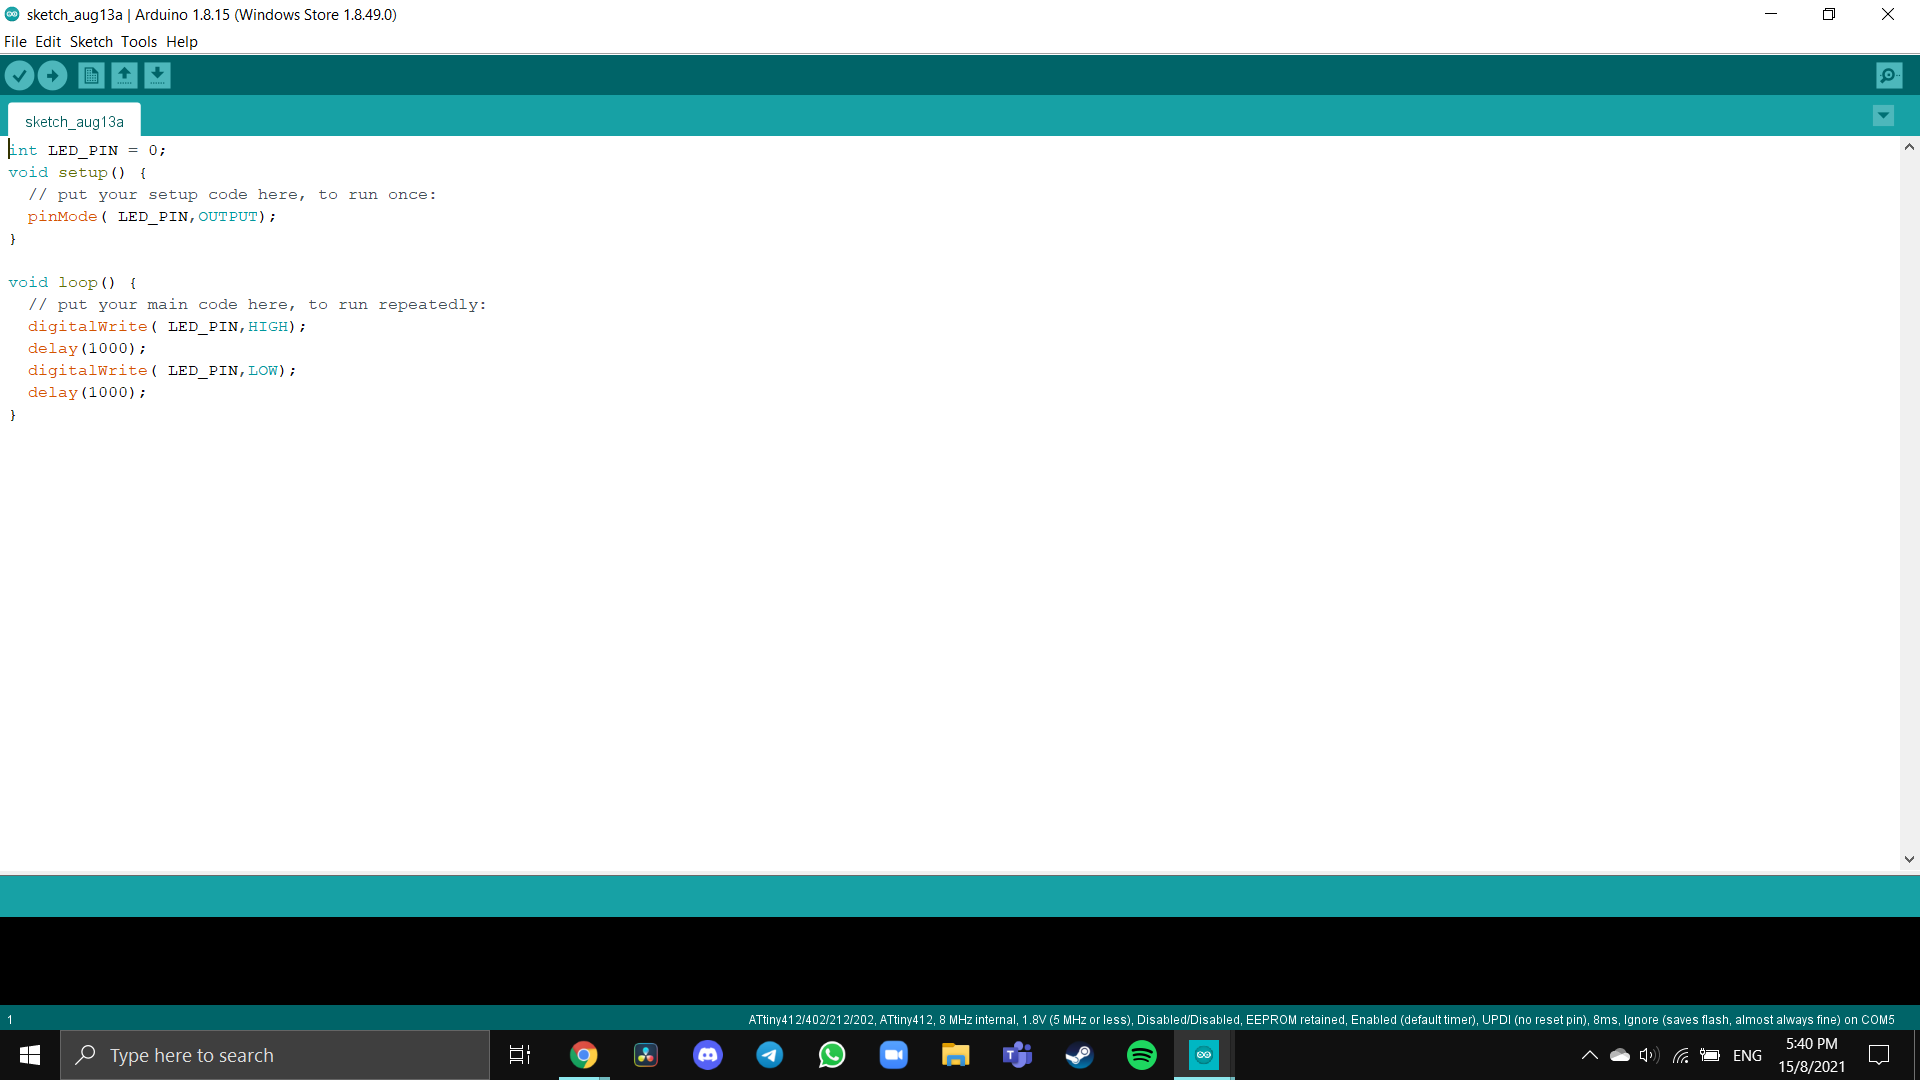 sketch_aug13a | Arduino 1.8.15 (Windows Store 1.8.49.0)
File Edit Sketch Tools Help
sketch_aug13a
int LED_PIN = 0;
void setup() {
  // put your setup code here, to run once:
  pinMode( LED_PIN,OUTPUT);
}
void loop() {
  // put your main code here, to run repeatedly:
  digitalWrite( LED_PIN,HIGH);
  delay(1000);
  digitalWrite( LED_PIN,LOW);
  delay(1000);
}
1 ATtiny412/402/212/202, ATtiny412, 8 MHz internal, 1.8V (5 MHz or less), Disabled/Disabled, EEPROM retained, Enabled (default timer), UPDI (no reset pin), 8ms, Ignore (saves flash, almost always fine) on COM5
Type here to search
ENG
5:40 PM
15/8/2021